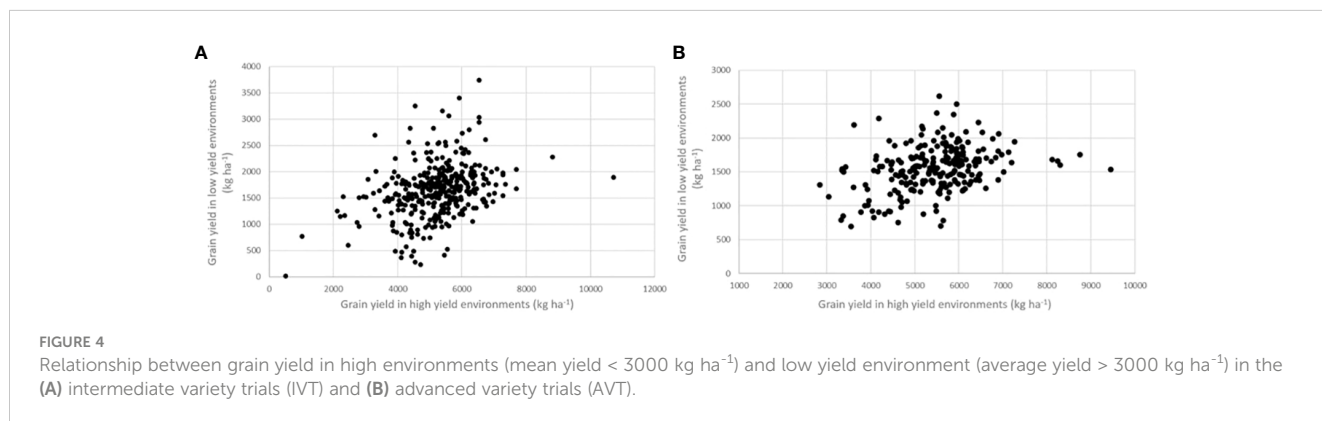 A
Grain yield in low yield environments
(kg ha⁻¹)
4000
3500
3000
2500
2000
1500
1000
500
0
0 2000 4000 6000 8000 10000 12000
Grain yield in high yield environments (kg ha⁻¹)
B
Grain yield in low yield environments
(kg ha⁻¹)
3000
2500
2000
1500
1000
500
0
1000 2000 3000 4000 5000 6000 7000 8000 9000 10000
Grain yield in high yield environments (kg ha⁻¹)
FIGURE 4
Relationship between grain yield in high environments (mean yield < 3000 kg ha⁻¹) and low yield environment (average yield > 3000 kg ha⁻¹) in the
(A) intermediate variety trials (IVT) and (B) advanced variety trials (AVT).